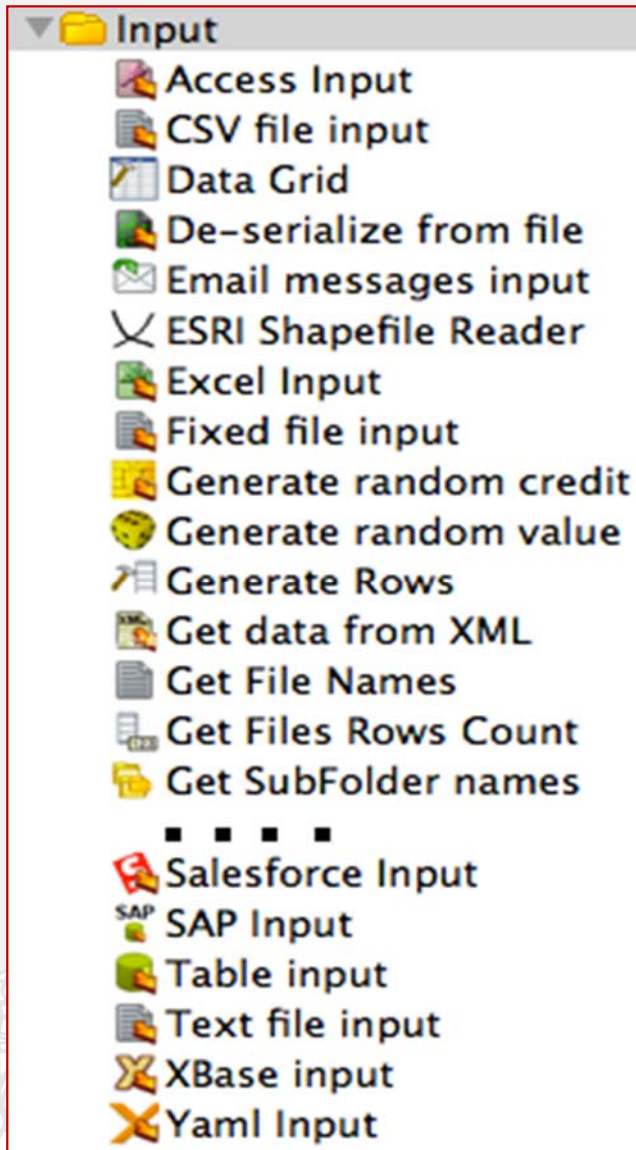 Input
Access Input
CSV file input
Data Grid
De-serialize from file
Email messages input
ESRI Shapefile Reader
Excel Input
Fixed file input
Generate random credit
Generate random value
Generate Rows
Get data from XML
Get File Names
Get Files Rows Count
Get SubFolder names
. . . .
Salesforce Input
SAP SAP Input
Table input
Text file input
XBase input
Yaml Input